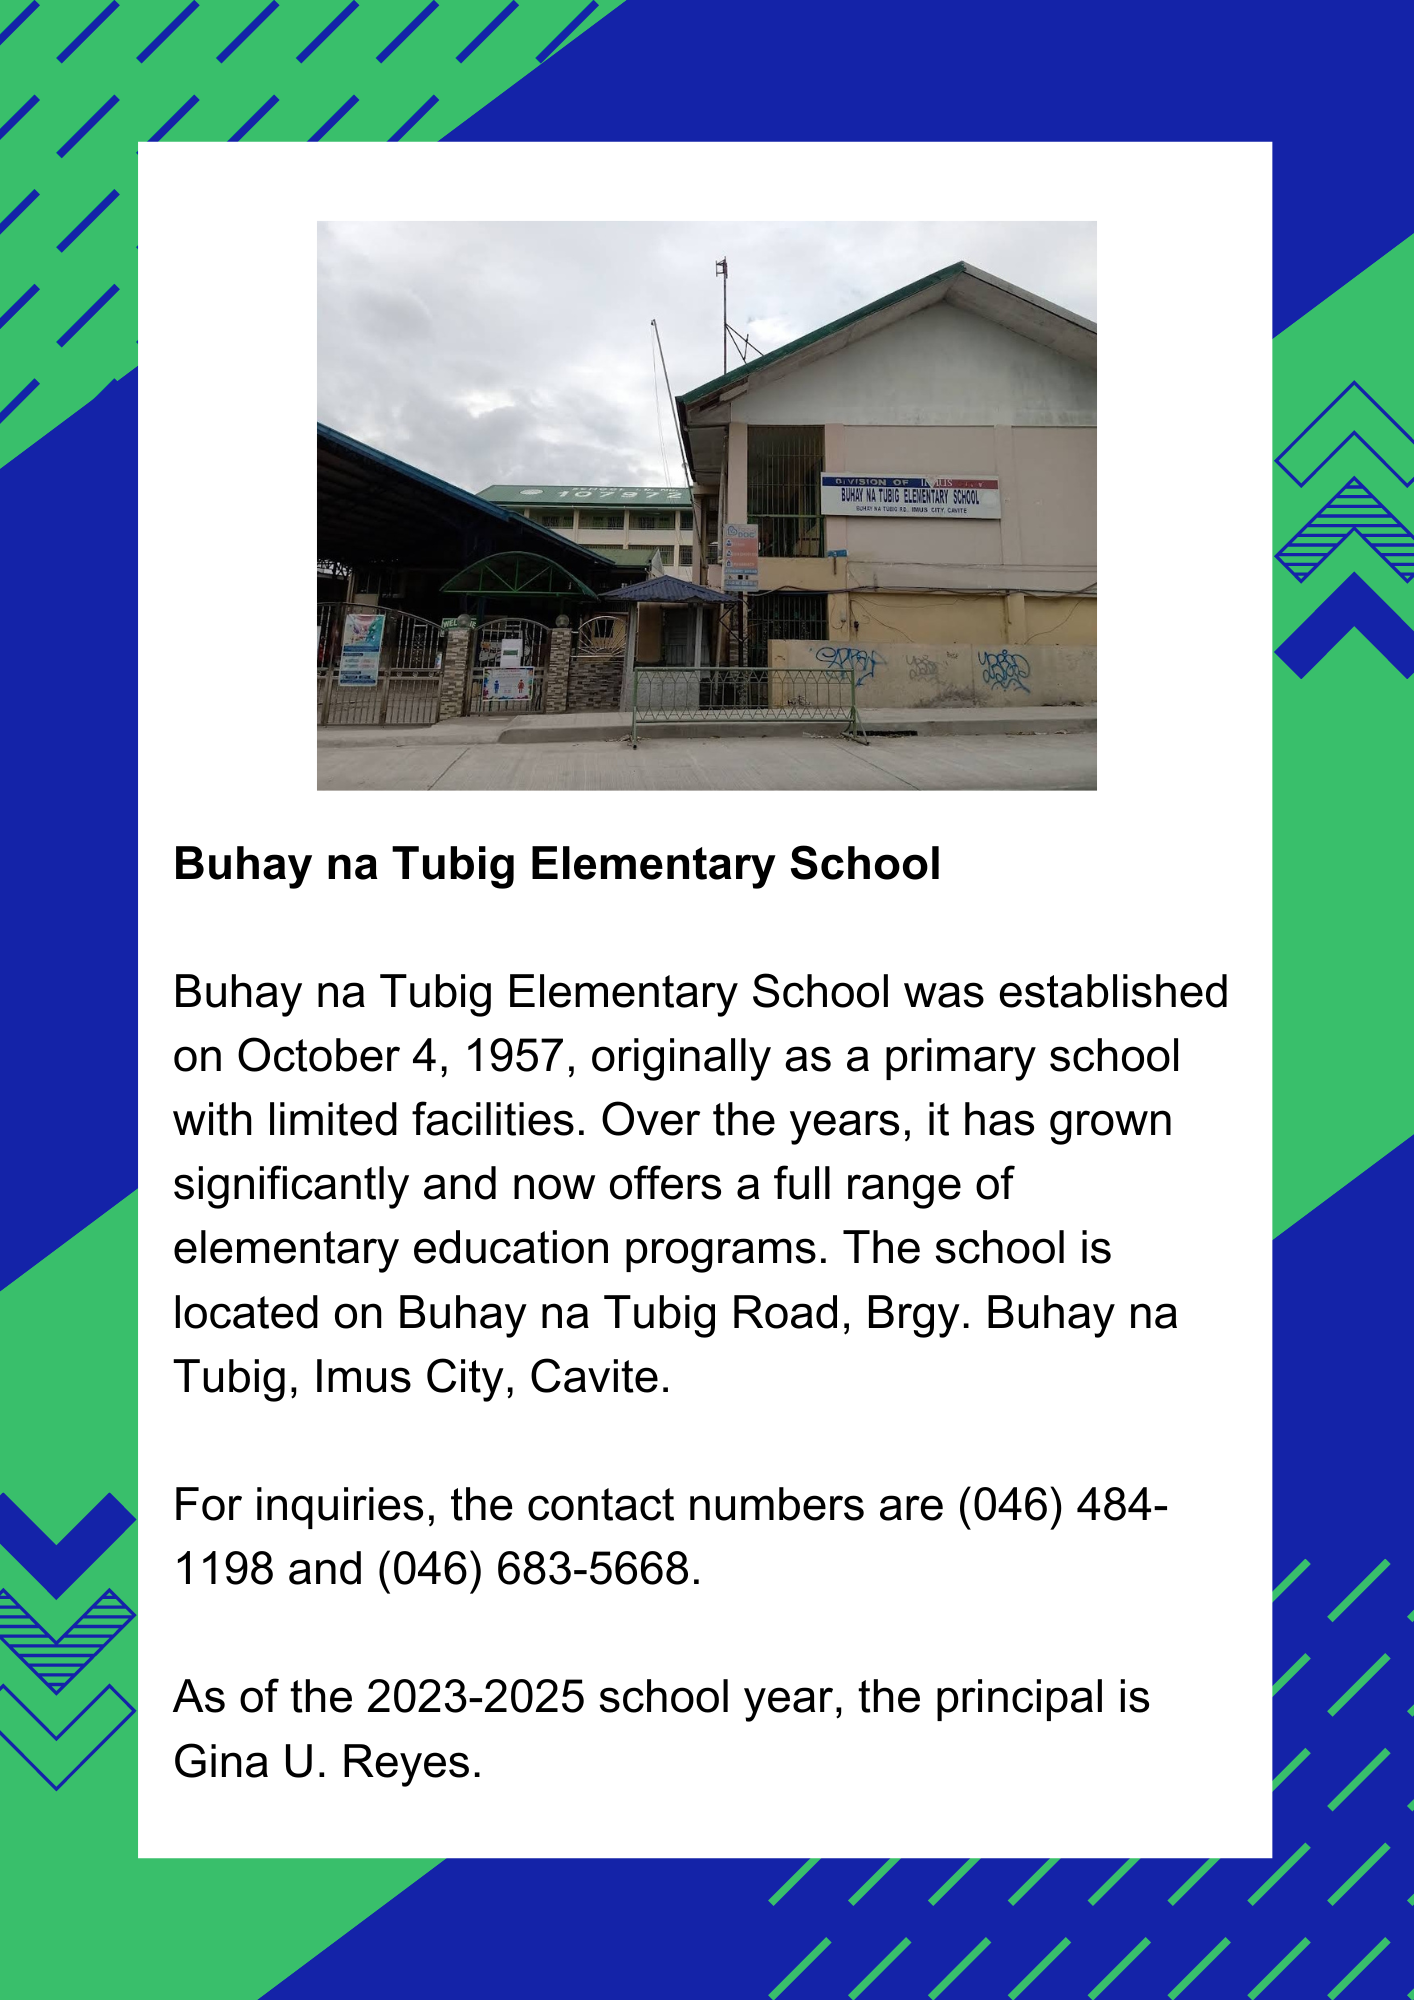 SCHOOL I.D. No.
107972
DIVISION OF
BUHAY NA TUBIG ELEMENTARY SCHOOL
BUHAY NA TUBIG RD., IMUS CITY, CAVITE
Buhay na Tubig Elementary School
Buhay na Tubig Elementary School was established
on October 4, 1957, originally as a primary school
with limited facilities. Over the years, it has grown
significantly and now offers a full range of
elementary education programs. The school is
located on Buhay na Tubig Road, Brgy. Buhay na
Tubig, Imus City, Cavite.
For inquiries, the contact numbers are (046) 484-
1198 and (046) 683-5668.
As of the 2023-2025 school year, the principal is
Gina U. Reyes.